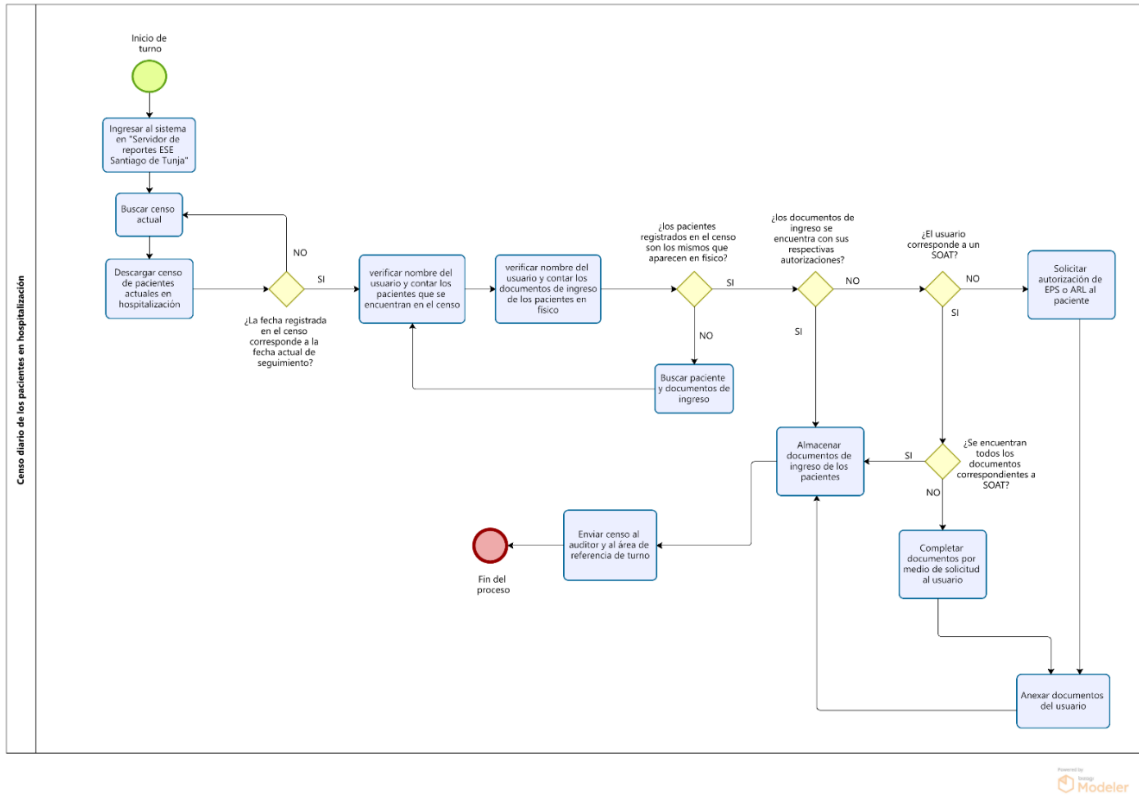 Censo diario de los pacientes en hospitalización
Inicio de
turno
Ingresar al sistema
en "Servidor de
reportes ESE
Santiago de Tunja"
Buscar censo
actual
Descargar censo
de pacientes
actuales en
hospitalización
NO
SI
¿La fecha registrada
en el censo
corresponde a la
fecha actual de
seguimiento?
verificar nombre del
usuario y contar los
pacientes que se
encuentran en el censo
verificar nombre del
usuario y contar los
documentos de ingreso
de los pacientes en
físico
¿los pacientes
registrados en el censo
son los mismos que
aparecen en físico?
SI
NO
Buscar paciente
y documentos de
ingreso
¿los documentos de
ingreso se
encuentra con sus
respectivas
autorizaciones?
NO
SI
¿El usuario
corresponde a un
SOAT?
NO
SI
Solicitar
autorización de
EPS o ARL al
paciente
Almacenar
documentos de
ingreso de los
pacientes
SI
¿Se encuentran
todos los
documentos
correspondientes a
SOAT?
NO
Completar
documentos por
medio de solicitud
al usuario
Anexar documentos
del usuario
Enviar censo al
auditor y al área de
referencia de turno
Fin del
proceso
Powered by
bizagi
Modeler